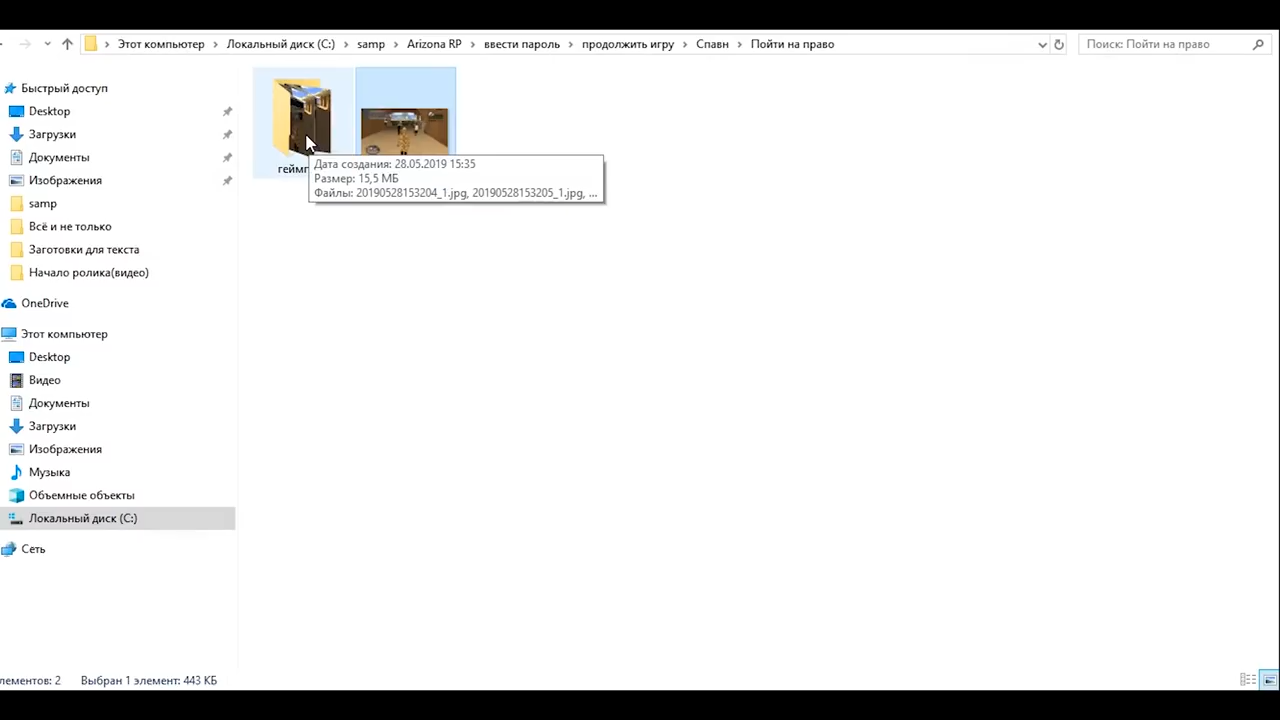 Этот компьютер > Локальный диск (C:) > samp > Arizona RP > ввести пароль > продолжить игру > Спавн > Пойти на право
Поиск: Пойти на право
Быстрый доступ
Desktop
Загрузки
Документы
Изображения
samp
Всё и не только
Заготовки для текста
Начало ролика(видео)
OneDrive
Этот компьютер
Desktop
Видео
Документы
Загрузки
Изображения
Музыка
Объемные объекты
Локальный диск (C:)
Сеть
Дата создания: 28.05.2019 15:35
Размер: 15,5 МБ
Файлы: 20190528153204_1.jpg, 20190528153205_1.jpg, ...
лементов: 2
Выбран 1 элемент: 443 КБ